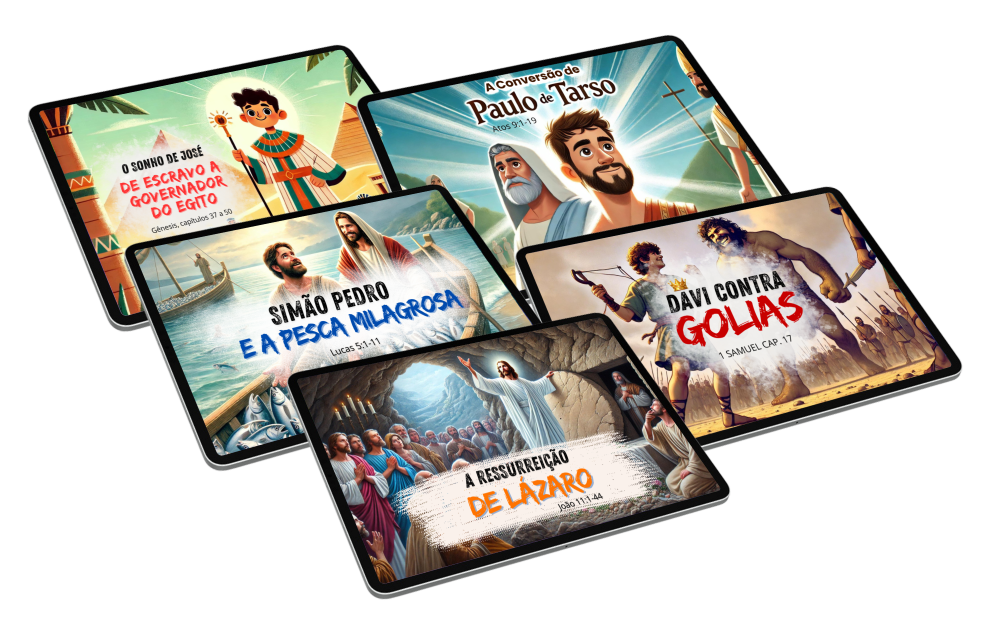 O SONHO DE JOSÉ
DE ESCRAVO A
GOVERNADOR
DO EGITO
Gênesis, capítulos 37 a 50
A Conversão de
Paulo de Tarso
Atos 9:1-19
SIMÃO PEDRO
E A PESCA MILAGROSA
Lucas 5:1-11
DAVI CONTRA
GOLIAS
1 SAMUEL CAP. 17
A RESSURREIÇÃO
DE LAZARO
João 11:1-44